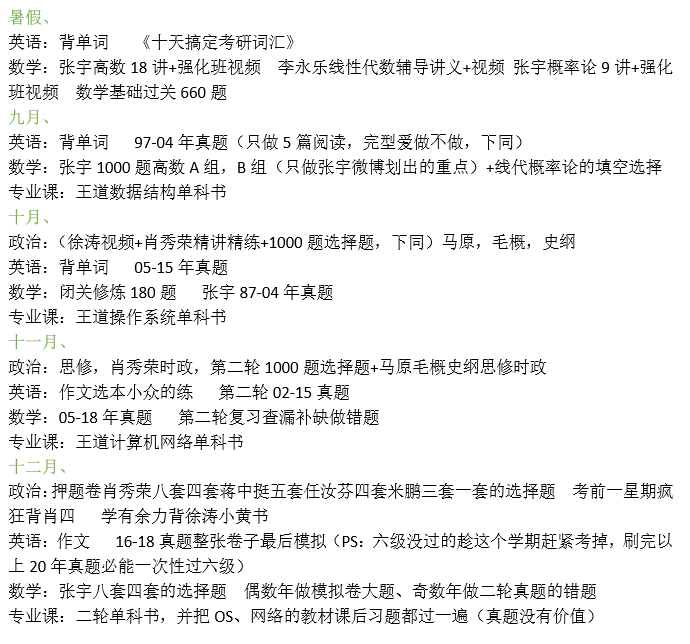 暑假、
英语：背单词 《十天搞定考研词汇》
数学：张宇高数 18 讲+强化班视频 李永乐线性代数辅导讲义+视频 张宇概率论 9 讲+强化
班视频 数学基础过关 660 题
九月、
英语：背单词 97-04 年真题（只做 5 篇阅读，完型爱做不做，下同）
数学：张宇 1000 题高数 A 组，B 组（只做张宇微博划出的重点）+线代概率论的填空选择
专业课：王道数据结构单科书
十月、
政治：（徐涛视频+肖秀荣精讲精练+1000 题选择题，下同）马原，毛概，史纲
英语：背单词 05-15 年真题
数学：闭关修炼 180 题 张宇 87-04 年真题
专业课：王道操作系统单科书
十一月、
政治：思修，肖秀荣时政，第二轮 1000 题选择题+马原毛概史纲思修时政
英语：作文选本小众的练 第二轮 02-15 真题
数学：05-18 年真题 第二轮复习查漏补缺做错题
专业课：王道计算机网络单科书
十二月、
政治：押题卷肖秀荣八套四套蒋中挺五套任汝芬四套米鹏三套一套的选择题 考前一星期疯
狂背肖四 学有余力背徐涛小黄书
英语：作文 16-18 真题整张卷子最后模拟（PS：六级没过的趁这个学期赶紧考掉，刷完以
上 20 年真题必能一次性过六级）
数学：张宇八套四套的选择题 偶数年做模拟卷大题、奇数年做二轮真题的错题
专业课：二轮单科书，并把 OS、网络的教材课后习题都过一遍（真题没有价值）